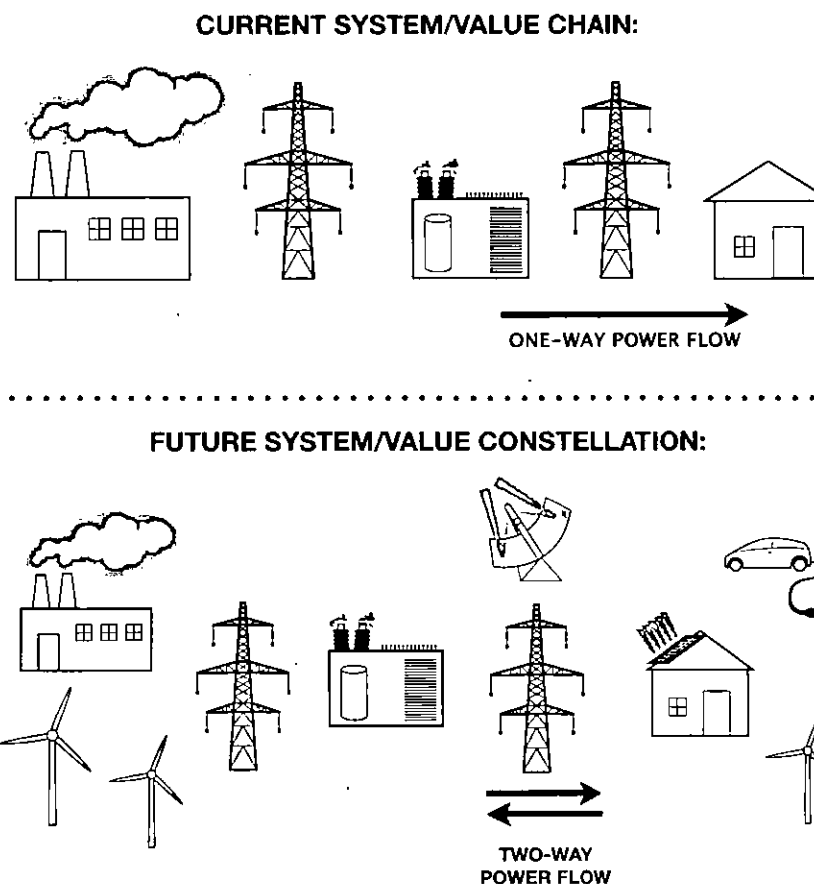 CURRENT SYSTEM/VALUE CHAIN:
ONE-WAY POWER FLOW
FUTURE SYSTEM/VALUE CONSTELLATION:
TWO-WAY
POWER FLOW